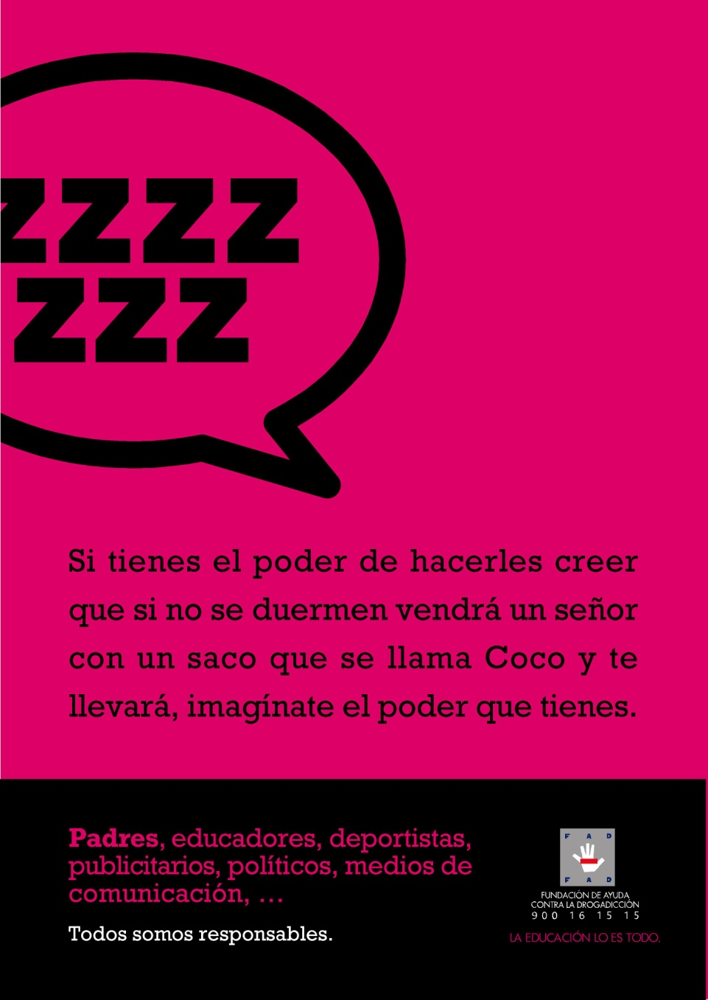 ZZZZ
ZZZ
Si tienes el poder de hacerles creer
que si no se duermen vendrá un señor
con un saco que se llama Coco y te
llevará, imagínate el poder que tienes.
Padres, educadores, deportistas,
publicitarios, políticos, medios de
comunicación, ...
Todos somos responsables.
F A D
F A D
FUNDACIÓN DE AYUDA
CONTRA LA DROGADICCIÓN
900 16 15 15
LA EDUCACIÓN LO ES TODO.